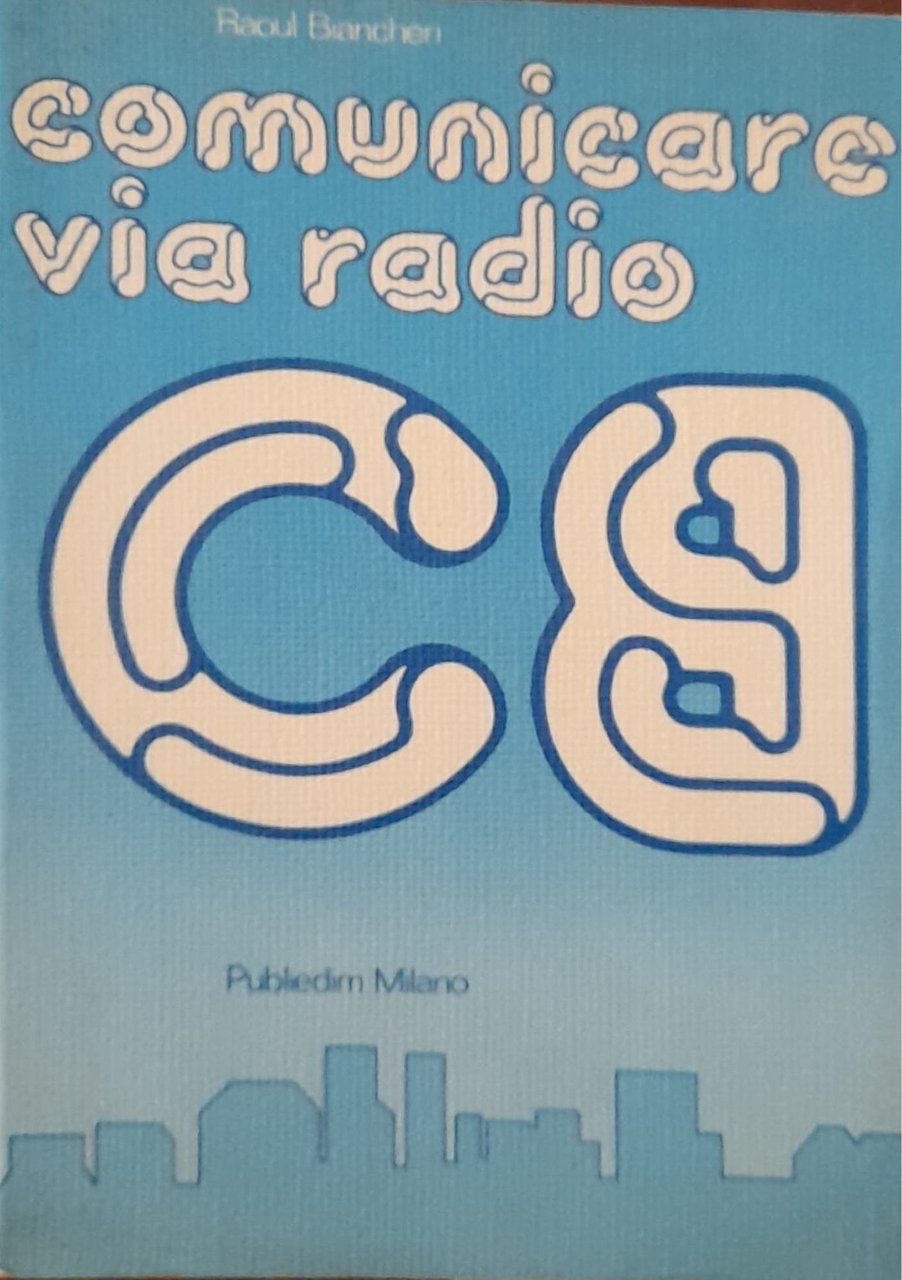 Raoul Biancheri
comunicare
via radio
CB
Publiedim Milano